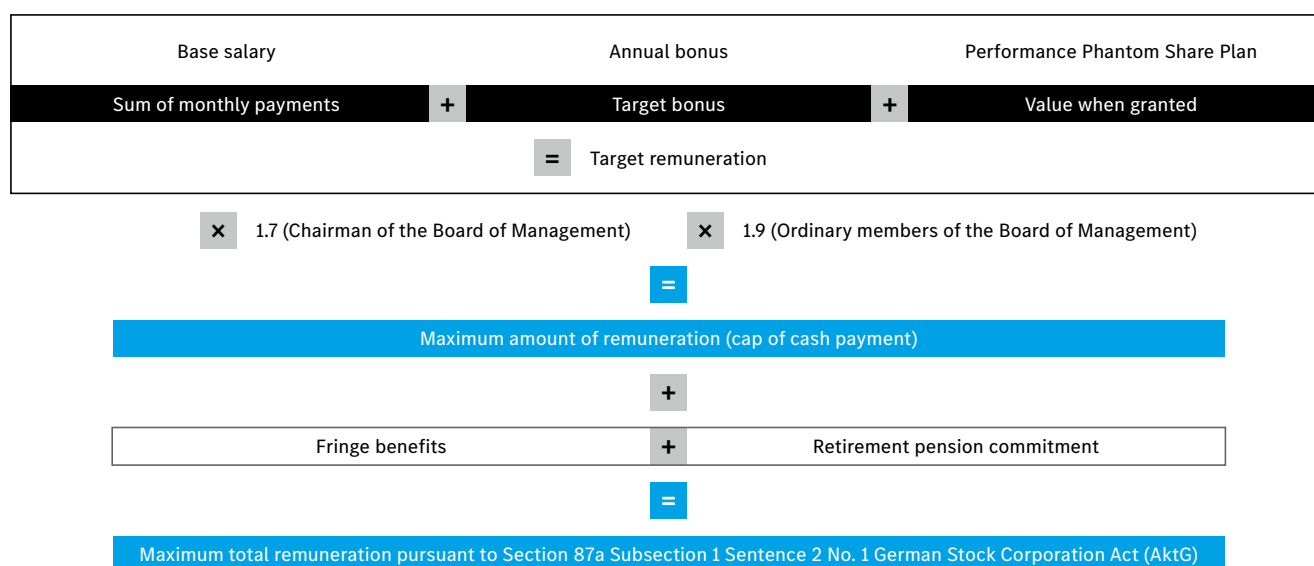 Base salary Annual bonus Performance Phantom Share Plan
Sum of monthly payments + Target bonus + Value when granted
= Target remuneration
× 1.7 (Chairman of the Board of Management) × 1.9 (Ordinary members of the Board of Management)
=
Maximum amount of remuneration (cap of cash payment)
+
Fringe benefits + Retirement pension commitment
=
Maximum total remuneration pursuant to Section 87a Subsection 1 Sentence 2 No. 1 German Stock Corporation Act (AktG)